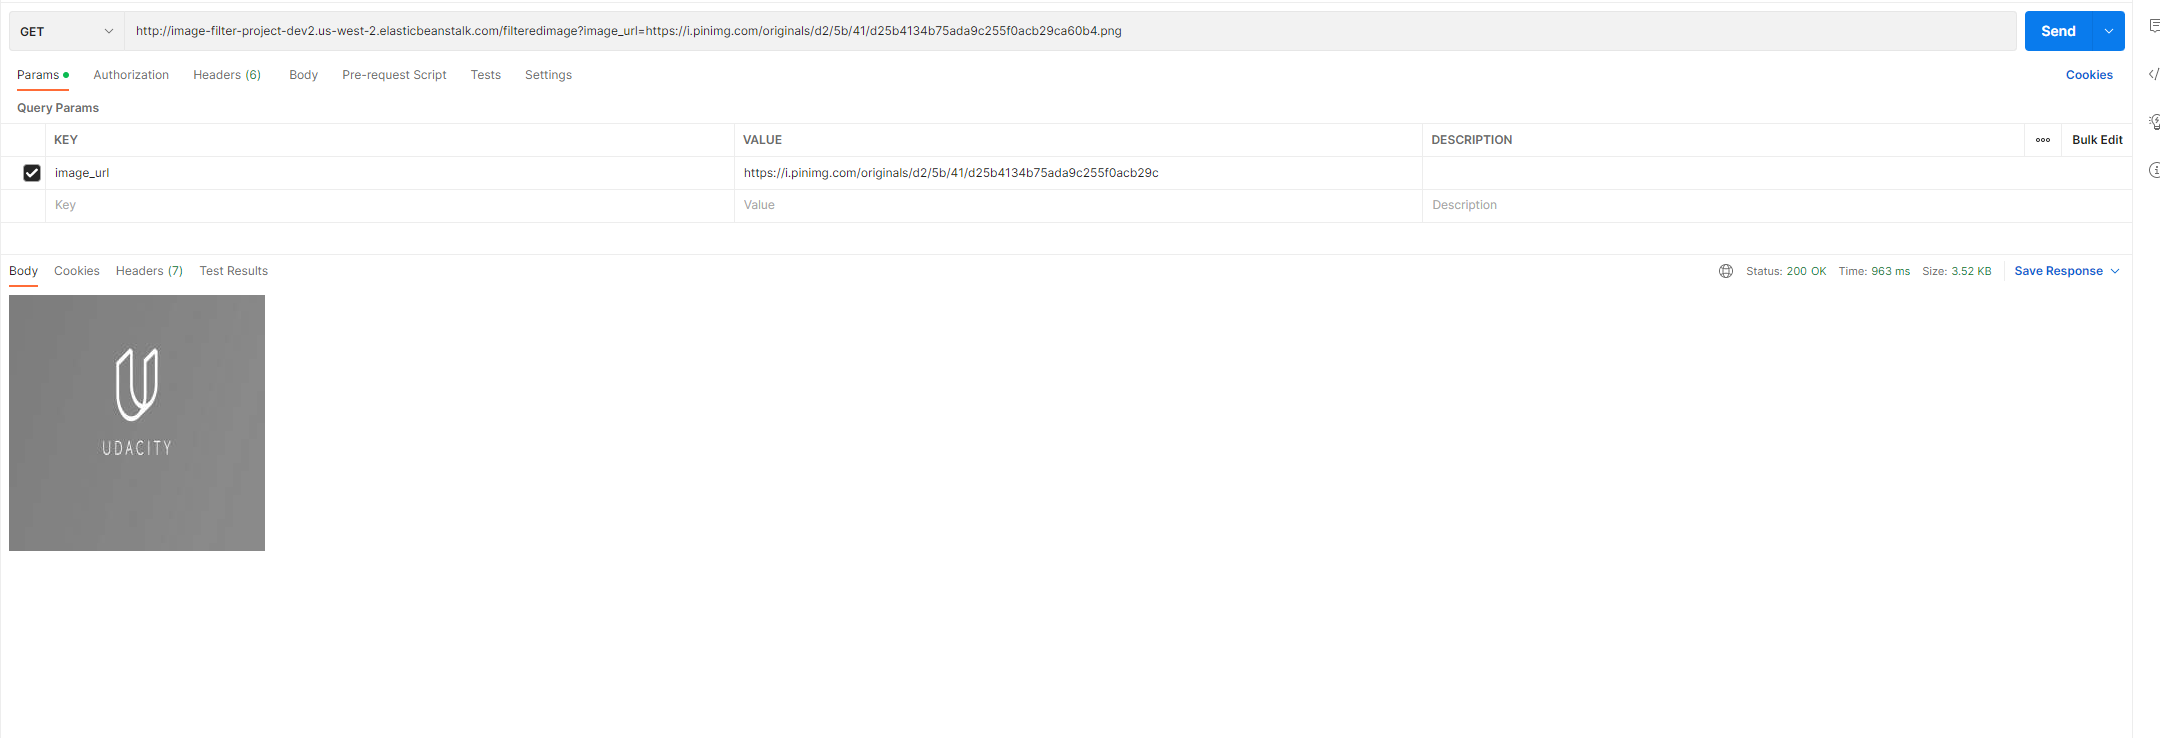 GET http://image-filter-project-dev2.us-west-2.elasticbeanstalk.com/filteredimage?image_url=https://i.pinimg.com/originals/d2/5b/41/d25b4134b75ada9c255f0acb29ca60b4.png Send
Params Authorization Headers (6) Body Pre-request Script Tests Settings Cookies
Query Params
KEY VALUE DESCRIPTION Bulk Edit
image_url https://i.pinimg.com/originals/d2/5b/41/d25b4134b75ada9c255f0acb29c
Key Value Description
Body Cookies Headers (7) Test Results Status: 200 OK Time: 963 ms Size: 3.52 KB Save Response
UDACITY